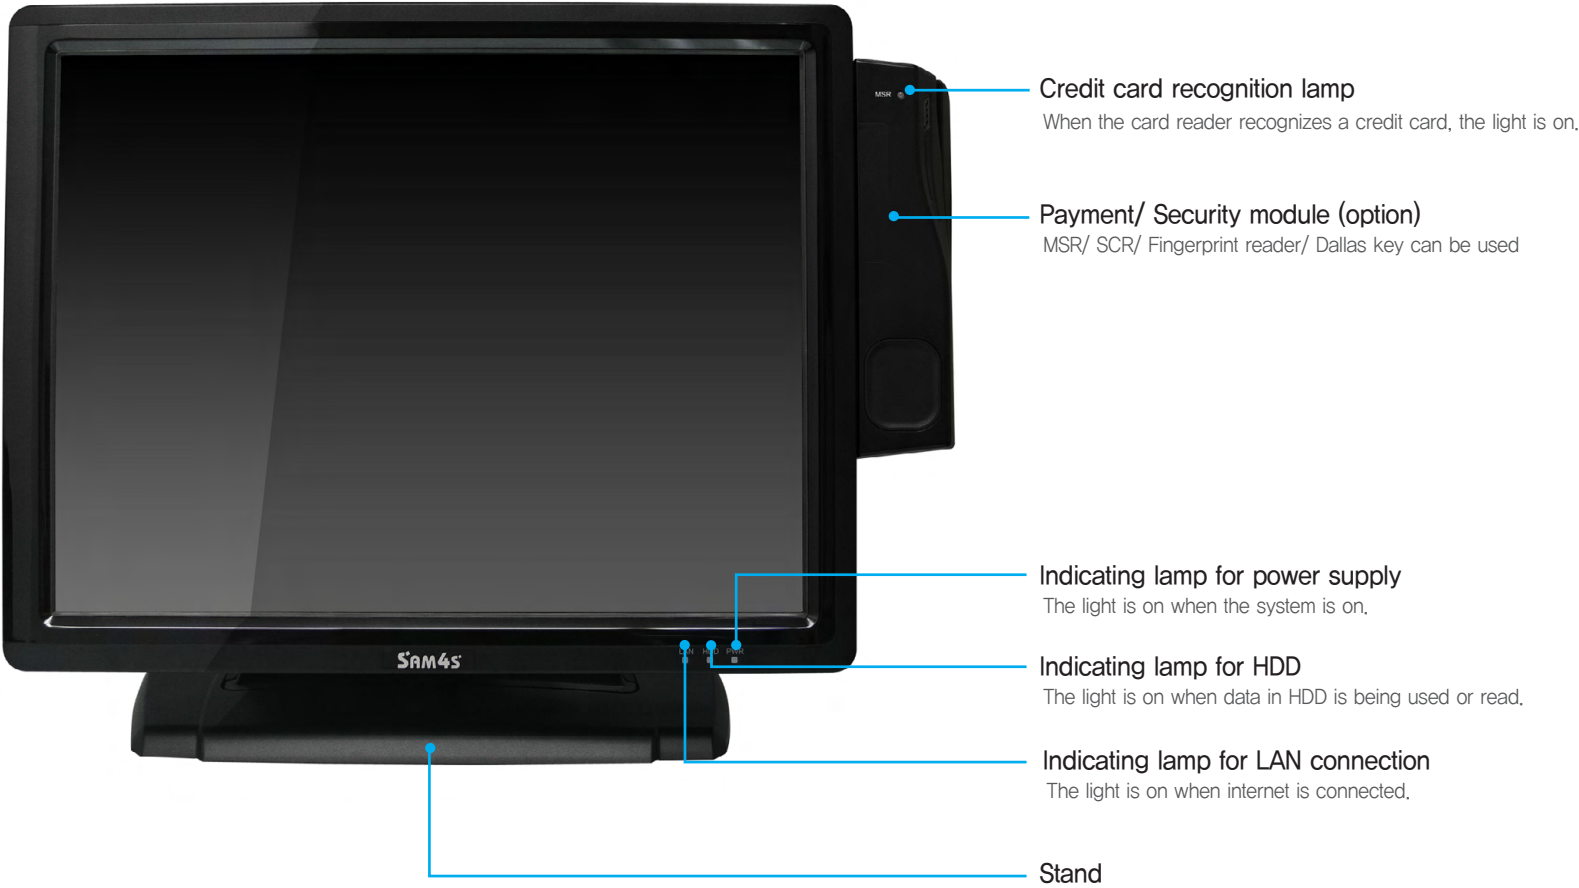 MSR
Credit card recognition lamp
When the card reader recognizes a credit card, the light is on.
Payment/ Security module (option)
MSR/ SCR/ Fingerprint reader/ Dallas key can be used
Indicating lamp for power supply
The light is on when the system is on.
LAN HDD PWR
SAM4S
Indicating lamp for HDD
The light is on when data in HDD is being used or read.
Indicating lamp for LAN connection
The light is on when internet is connected.
Stand